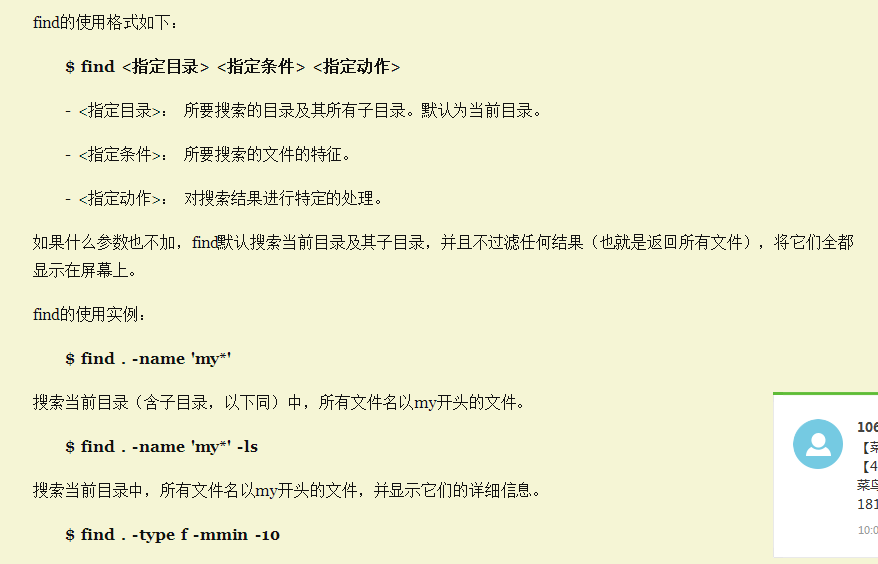 find的使用格式如下：
$ find <指定目录> <指定条件> <指定动作>
- <指定目录>： 所要搜索的目录及其所有子目录。默认为当前目录。
- <指定条件>： 所要搜索的文件的特征。
- <指定动作>： 对搜索结果进行特定的处理。
如果什么参数也不加，find默认搜索当前目录及其子目录，并且不过滤任何结果（也就是返回所有文件），将它们全都
显示在屏幕上。
find的使用实例：
$ find . -name 'my*'
搜索当前目录（含子目录，以下同）中，所有文件名以my开头的文件。
$ find . -name 'my*' -ls
搜索当前目录中，所有文件名以my开头的文件，并显示它们的详细信息。
$ find . -type f -mmin -10
106
【菜
【4
菜鸟
181
10:0